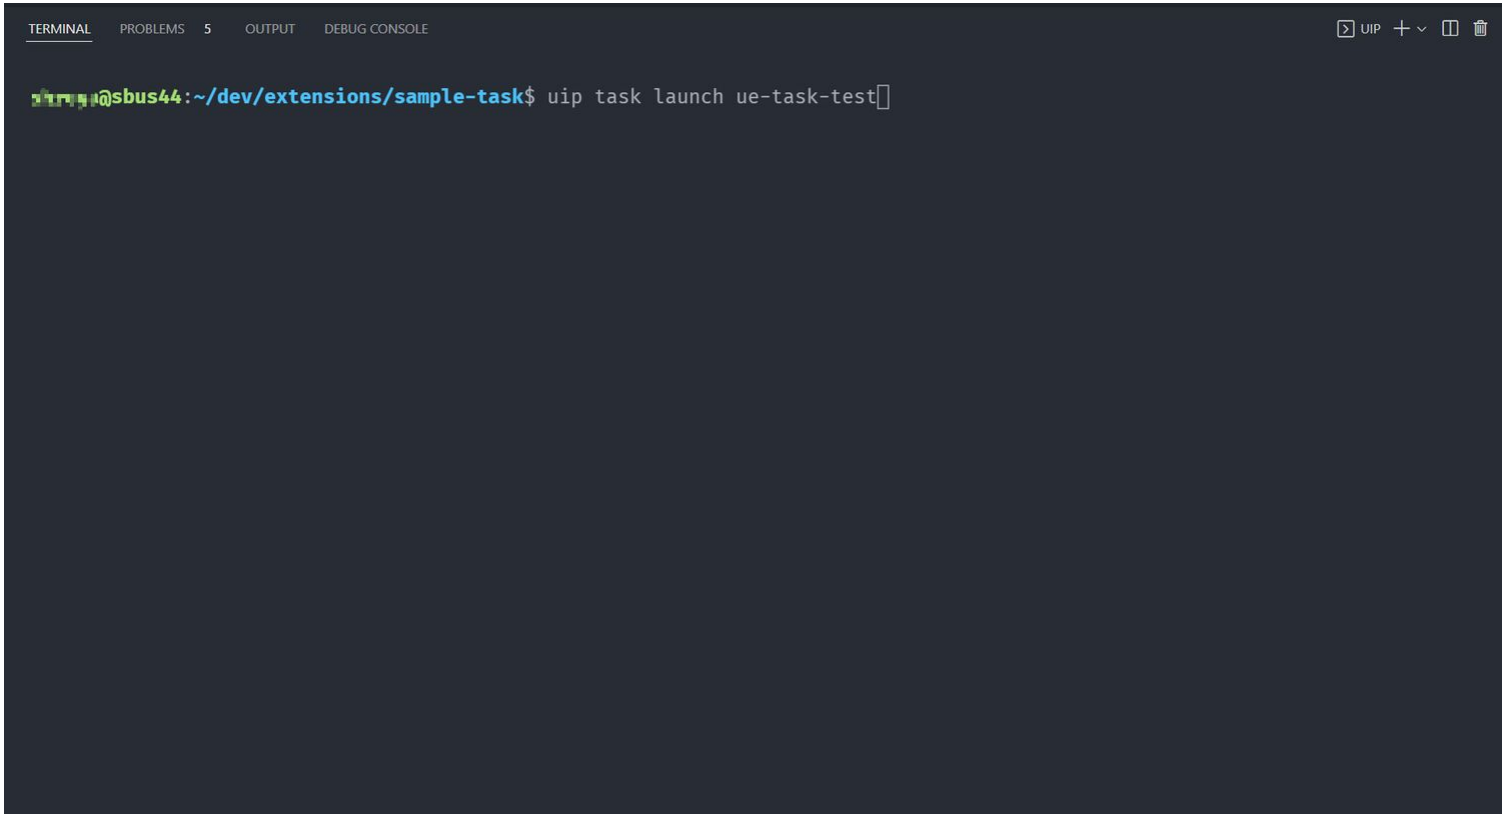 TERMINAL PROBLEMS 5 OUTPUT DEBUG CONSOLE UIP
@sbus44:~/dev/extensions/sample-task$ uip task launch ue-task-test